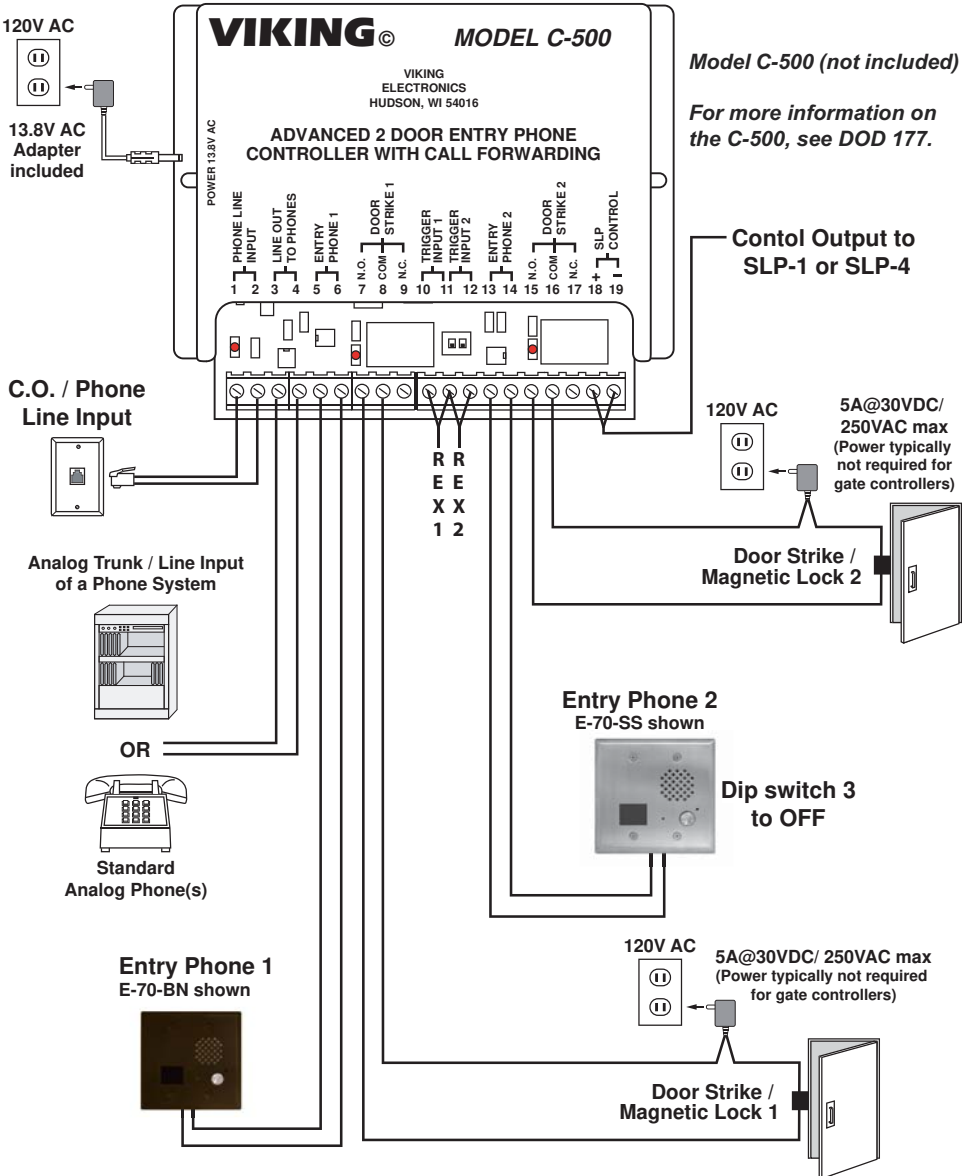 120V AC
13.8V AC
Adapter
included
VIKING© MODEL C-500
VIKING
ELECTRONICS
HUDSON, WI 54016
ADVANCED 2 DOOR ENTRY PHONE
CONTROLLER WITH CALL FORWARDING
Model C-500 (not included)
For more information on
the C-500, see DOD 177.
POWER 13.8V AC
PHONE LINE
INPUT
LINE OUT
TO PHONES
ENTRY
PHONE 1
DOOR
STRIKE 1
N.O.
COM
N.C.
TRIGGER
INPUT 1
TRIGGER
INPUT 2
ENTRY
PHONE 2
DOOR
STRIKE 2
N.O.
COM
N.C.
SLP
CONTROL
+
–
1 2 3 4 5 6 7 8 9 10 11 12 13 14 15 16 17 18 19
Contol Output to
SLP-1 or SLP-4
C.O. / Phone
Line Input
REX1
REX2
120V AC
5A@30VDC/
250VAC max
(Power typically
not required for
gate controllers)
Door Strike /
Magnetic Lock 2
Analog Trunk / Line Input
of a Phone System
OR
Standard
Analog Phone(s)
Entry Phone 2
E-70-SS shown
Dip switch 3
to OFF
Entry Phone 1
E-70-BN shown
120V AC
5A@30VDC/ 250VAC max
(Power typically not required
for gate controllers)
Door Strike /
Magnetic Lock 1